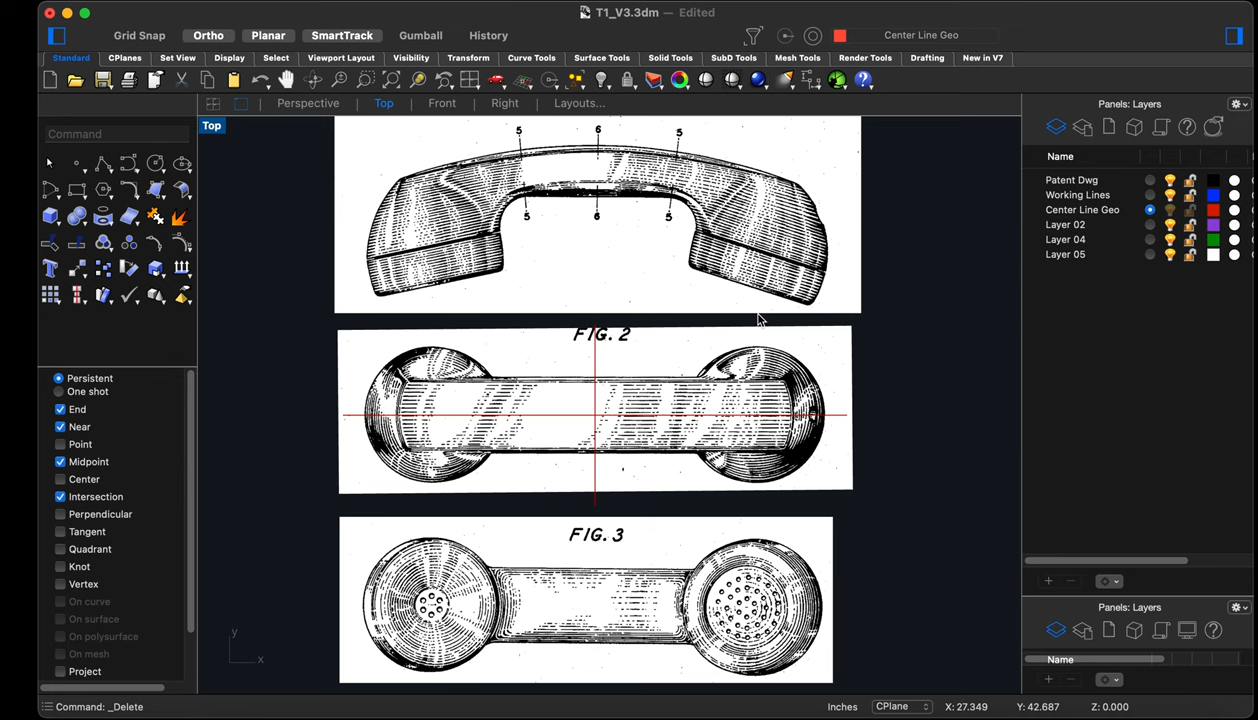 T1_V3.3dm — Edited
Grid Snap Ortho Planar SmartTrack Gumball History Center Line Geo
Standard CPlanes Set View Display Select Viewport Layout Visibility Transform Curve Tools Surface Tools Solid Tools SubD Tools Mesh Tools Render Tools Drafting New in V7
Perspective Top Front Right Layouts... Panels: Layers
Top
Command
Name
Patent Dwg
Working Lines
Center Line Geo
Layer 02
Layer 04
Layer 05
5 6 5
5 6 5
FIG. 2
FIG. 3
Persistent
One shot
End
Near
Point
Midpoint
Center
Intersection
Perpendicular
Tangent
Quadrant
Knot
Vertex
On curve
On surface
On polysurface
On mesh
Project
y
x
Panels: Layers
Name
Command: _Delete Inches CPlane X: 27.349 Y: 42.687 Z: 0.000